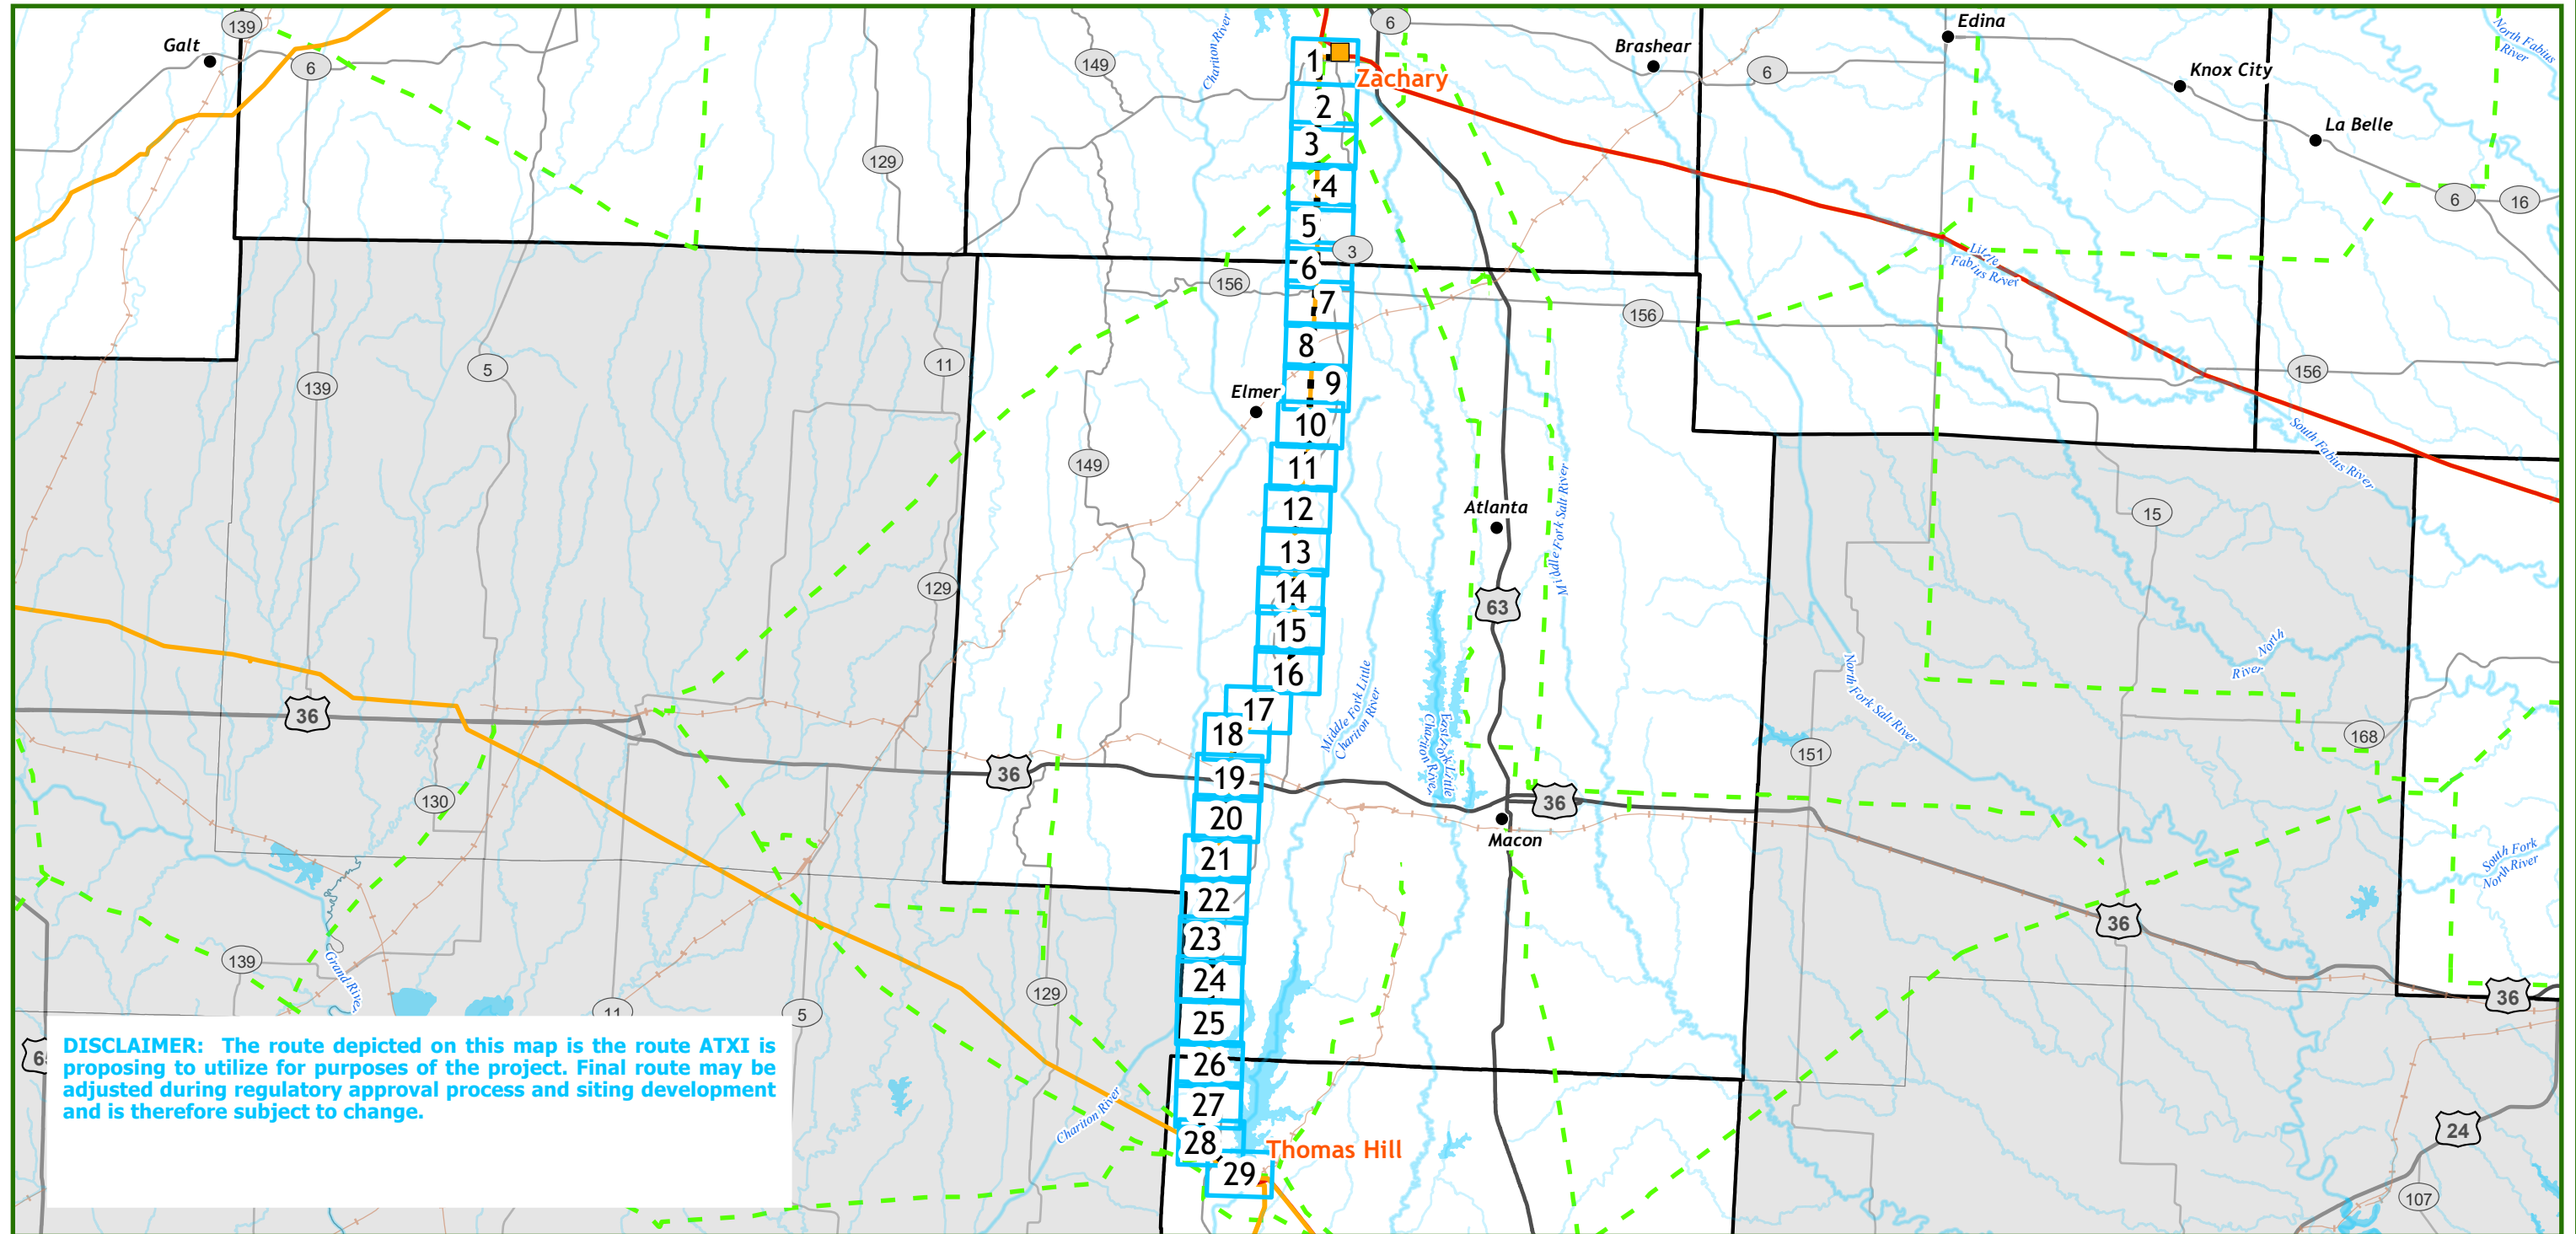 139
Galt
6
149
129
Chariton River
6
Zachary
Brashear
6
Edina
Knox City
La Belle
North Fabius
River
6
16
1
2
3
4
5
3
6
7
8
9
10
11
12
13
14
15
16
17
18
19
20
21
22
23
24
25
26
27
28
29
156
156
Little
Fabius River
156
South Fabius River
139
5
11
149
Elmer
Atlanta
Middle Fork Salt River
63
15
129
North
River
North Fork Salt River
Middle Fork Little
Chariton River
East Fork Little
Chariton River
36
36
36
Macon
151
168
130
South Fork
North River
36
36
139
Grand River
129
11
5
Chariton River
Thomas Hill
24
107
DISCLAIMER: The route depicted on this map is the route ATXI is
proposing to utilize for purposes of the project. Final route may be
adjusted during regulatory approval process and siting development
and is therefore subject to change.